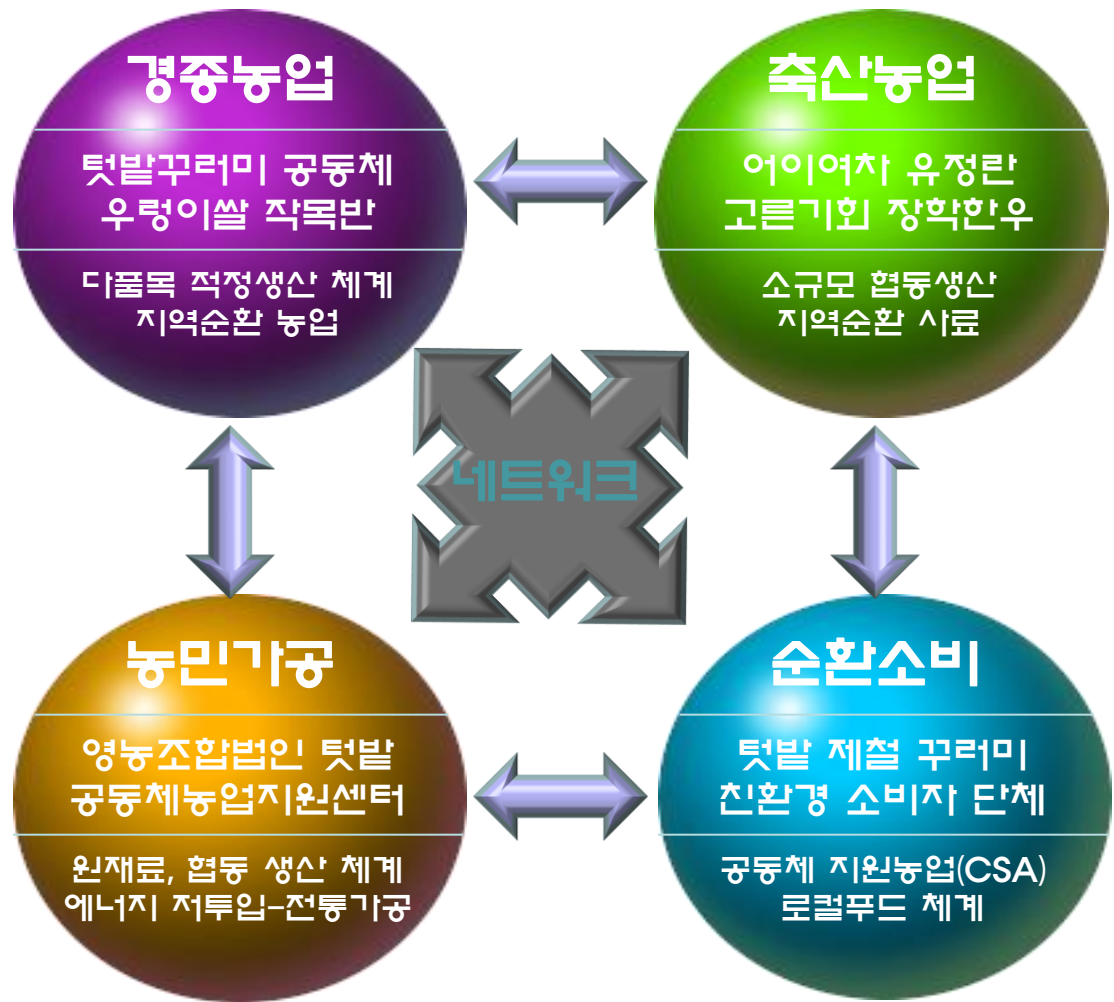 경종농업
텃밭꾸러미 공동체
우렁이쌀 작목반
다품목 적정생산 체계
지역순환 농업
축산농업
어이여차 유정란
고른기회 장학한우
소규모 협동생산
지역순환 사료
네트워크
농민가공
영농조합법인 텃밭
공동체농업지원센터
원재료, 협동 생산 체계
에너지 저투입-전통가공
순환소비
텃밭 제철 꾸러미
친환경 소비자 단체
공동체 지원농업(CSA)
로컬푸드 체계